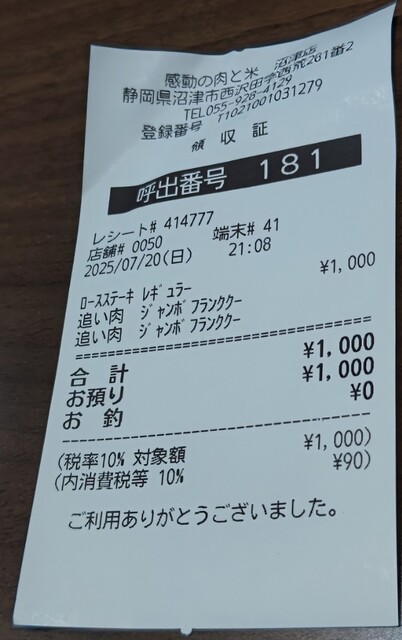 感動の肉と米 沼津店
静岡県沼津市西沢田字西荒281番2
TEL055-928-4129
登録番号 T1021001031279
領 収 証
呼出番号 181
レシート# 414777
店舗# 0050 端末# 41
2025/07/20(日) 21:08
ﾛｰｽｽﾃｰｷ ﾚｷﾞｭﾗｰ ¥1,000
追い肉 ｼﾞｬﾝﾎﾞﾌﾗﾝｸｸｰ
追い肉 ｼﾞｬﾝﾎﾞﾌﾗﾝｸｸｰ
合 計 ¥1,000
お預り ¥1,000
お 釣 ¥0
(税率10% 対象額 ¥1,000)
(内消費税等 10% ¥90)
ご利用ありがとうございました。